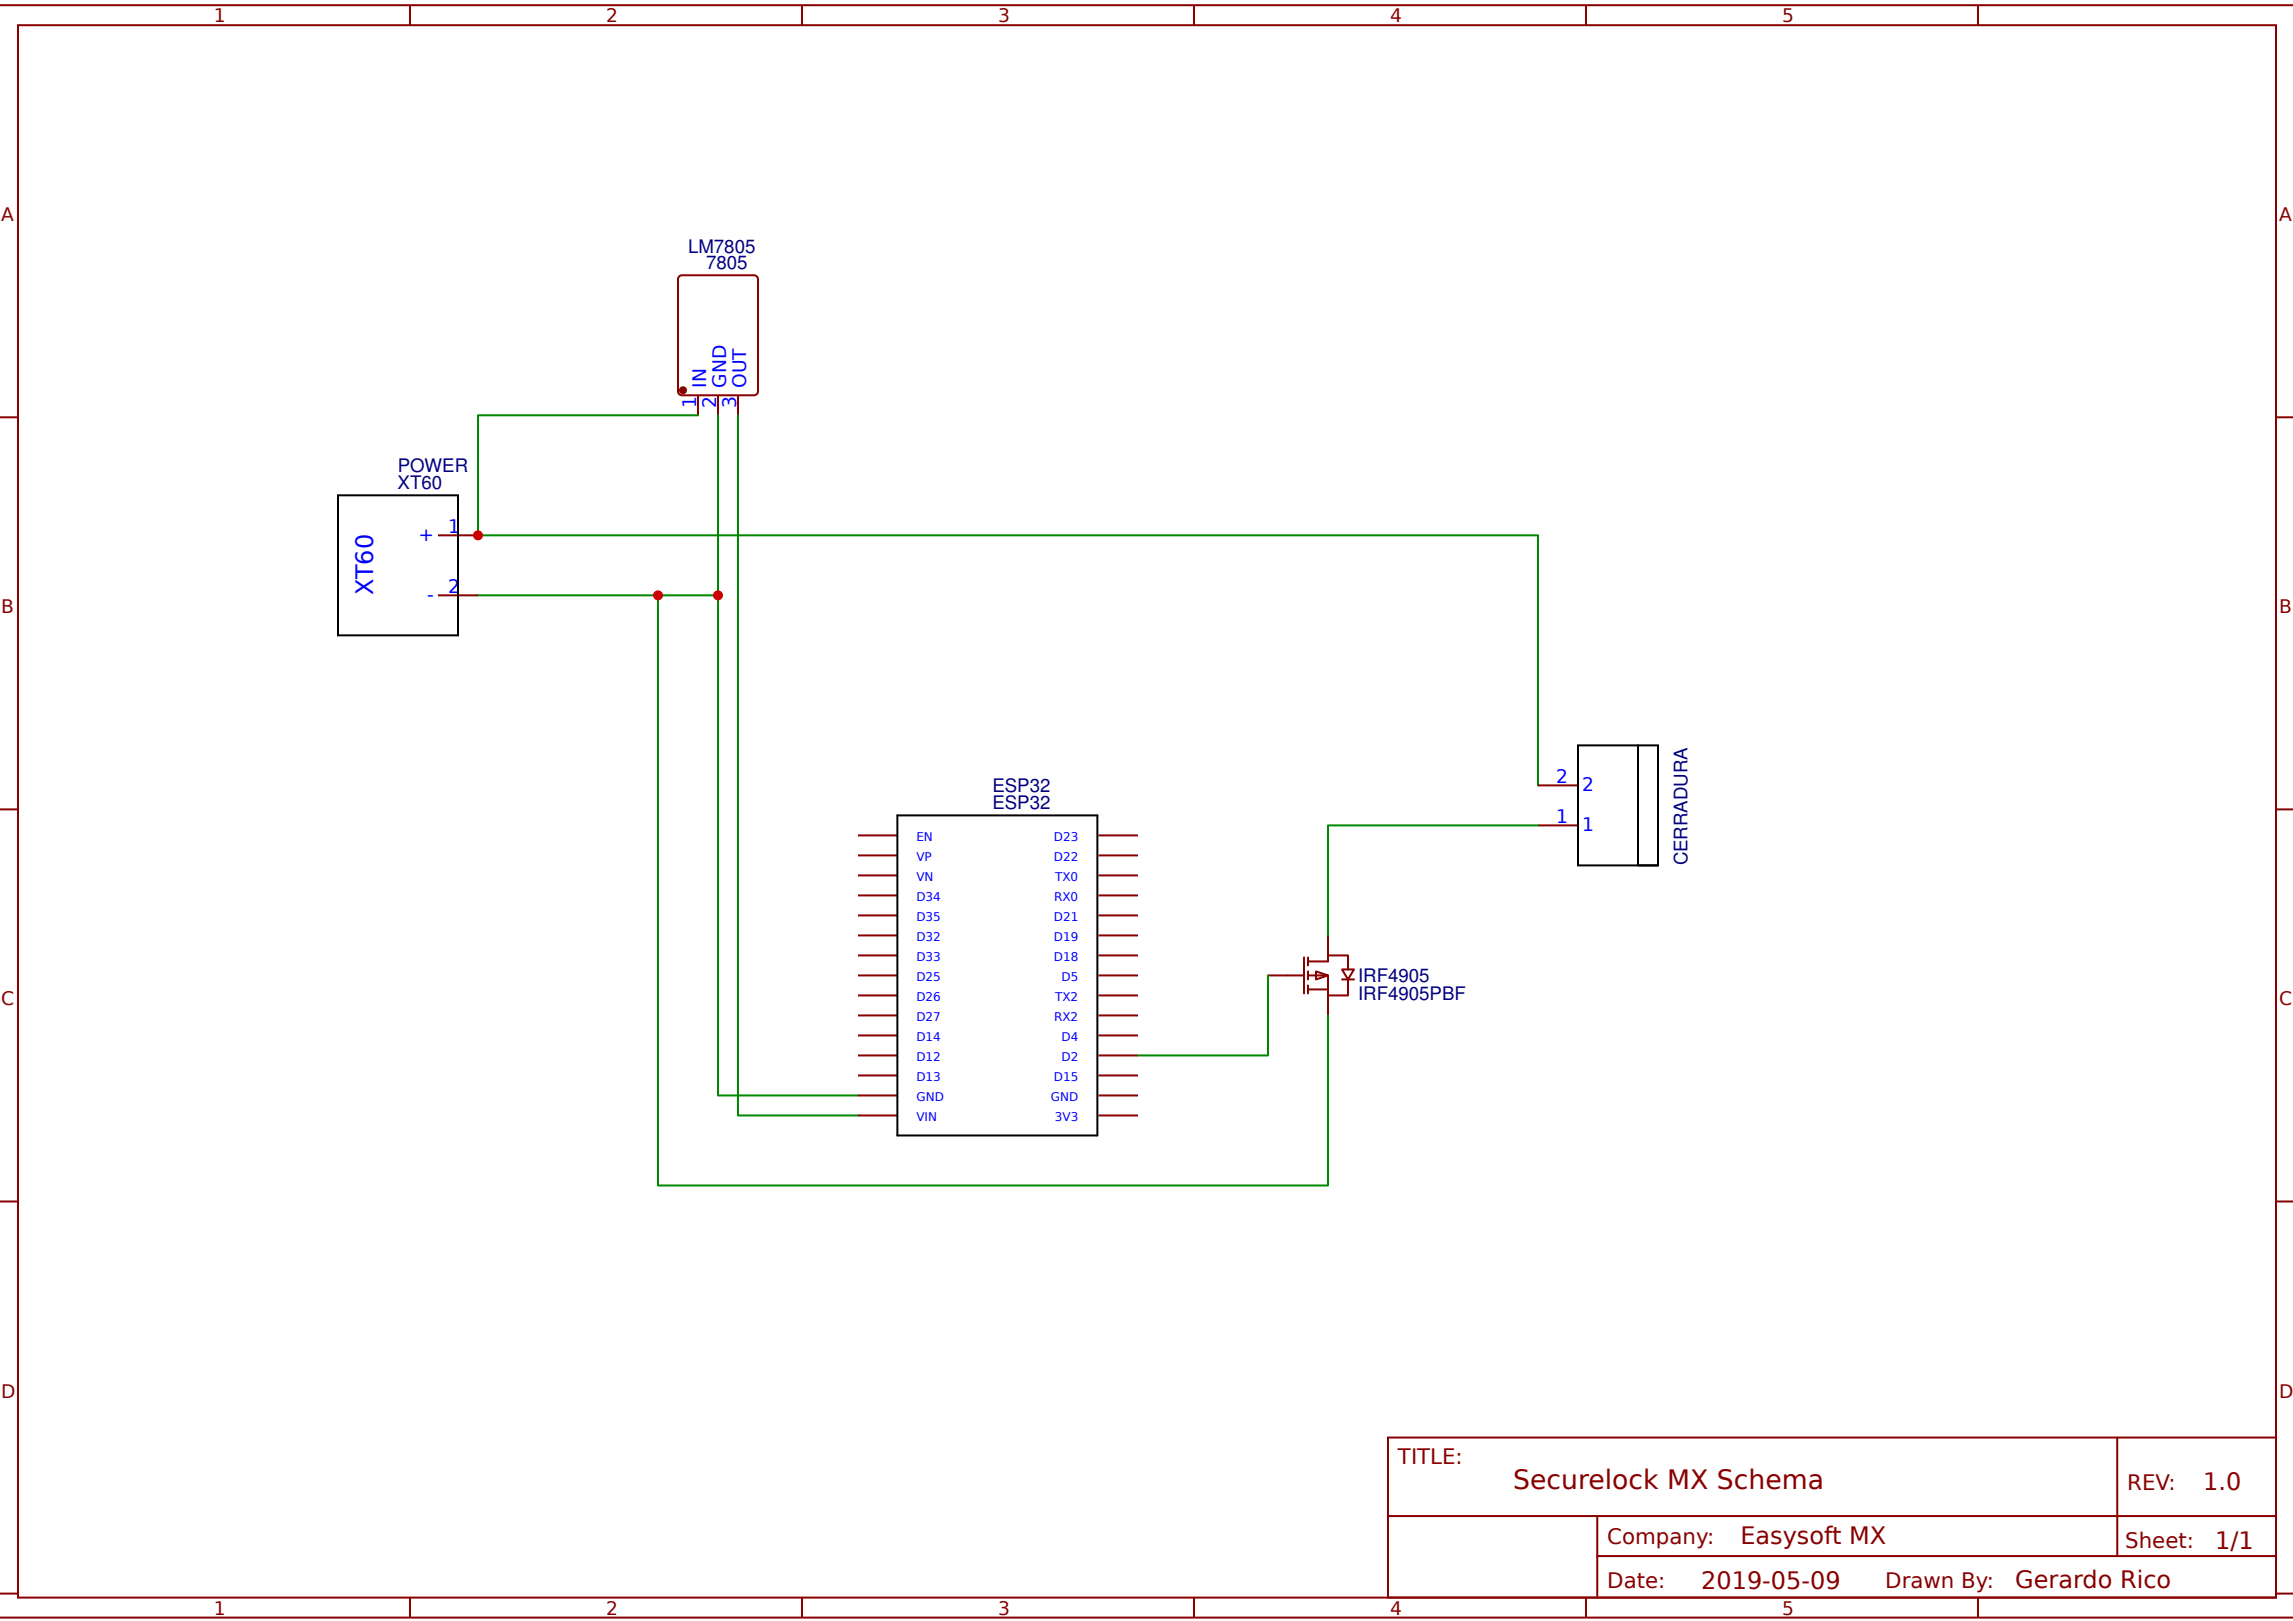 1 2 3 4 5
A A
LM7805
7805
IN
GND
OUT
1 2 3
POWER
XT60
XT60
+ 1
- 2
B B
2 2
1 1
CERRADURA
ESP32
ESP32
EN D23
VP D22
VN TX0
D34 RX0
D35 D21
D32 D19
D33 D18
D25 D5
D26 TX2
D27 RX2
D14 D4
D12 D2
D13 D15
GND GND
VIN 3V3
IRF4905
IRF4905PBF
C C
D D
TITLE:
Securelock MX Schema
REV: 1.0
Company: Easysoft MX
Sheet: 1/1
Date: 2019-05-09 Drawn By: Gerardo Rico
1 2 3 4 5